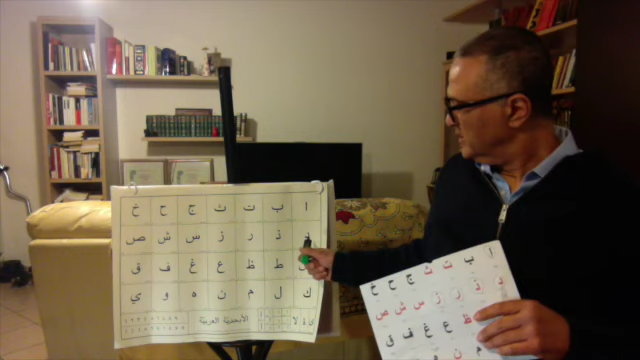 ا ب ت ث ج ح خ
د ذ ر ز س ش ص
ط ظ ع غ ف ق
ك ل م ن ه و ي
الأبجدية العربية
ا ب ت ث ج ح خ
د ذ ر ز س ش ص
ظ ع غ ف ق